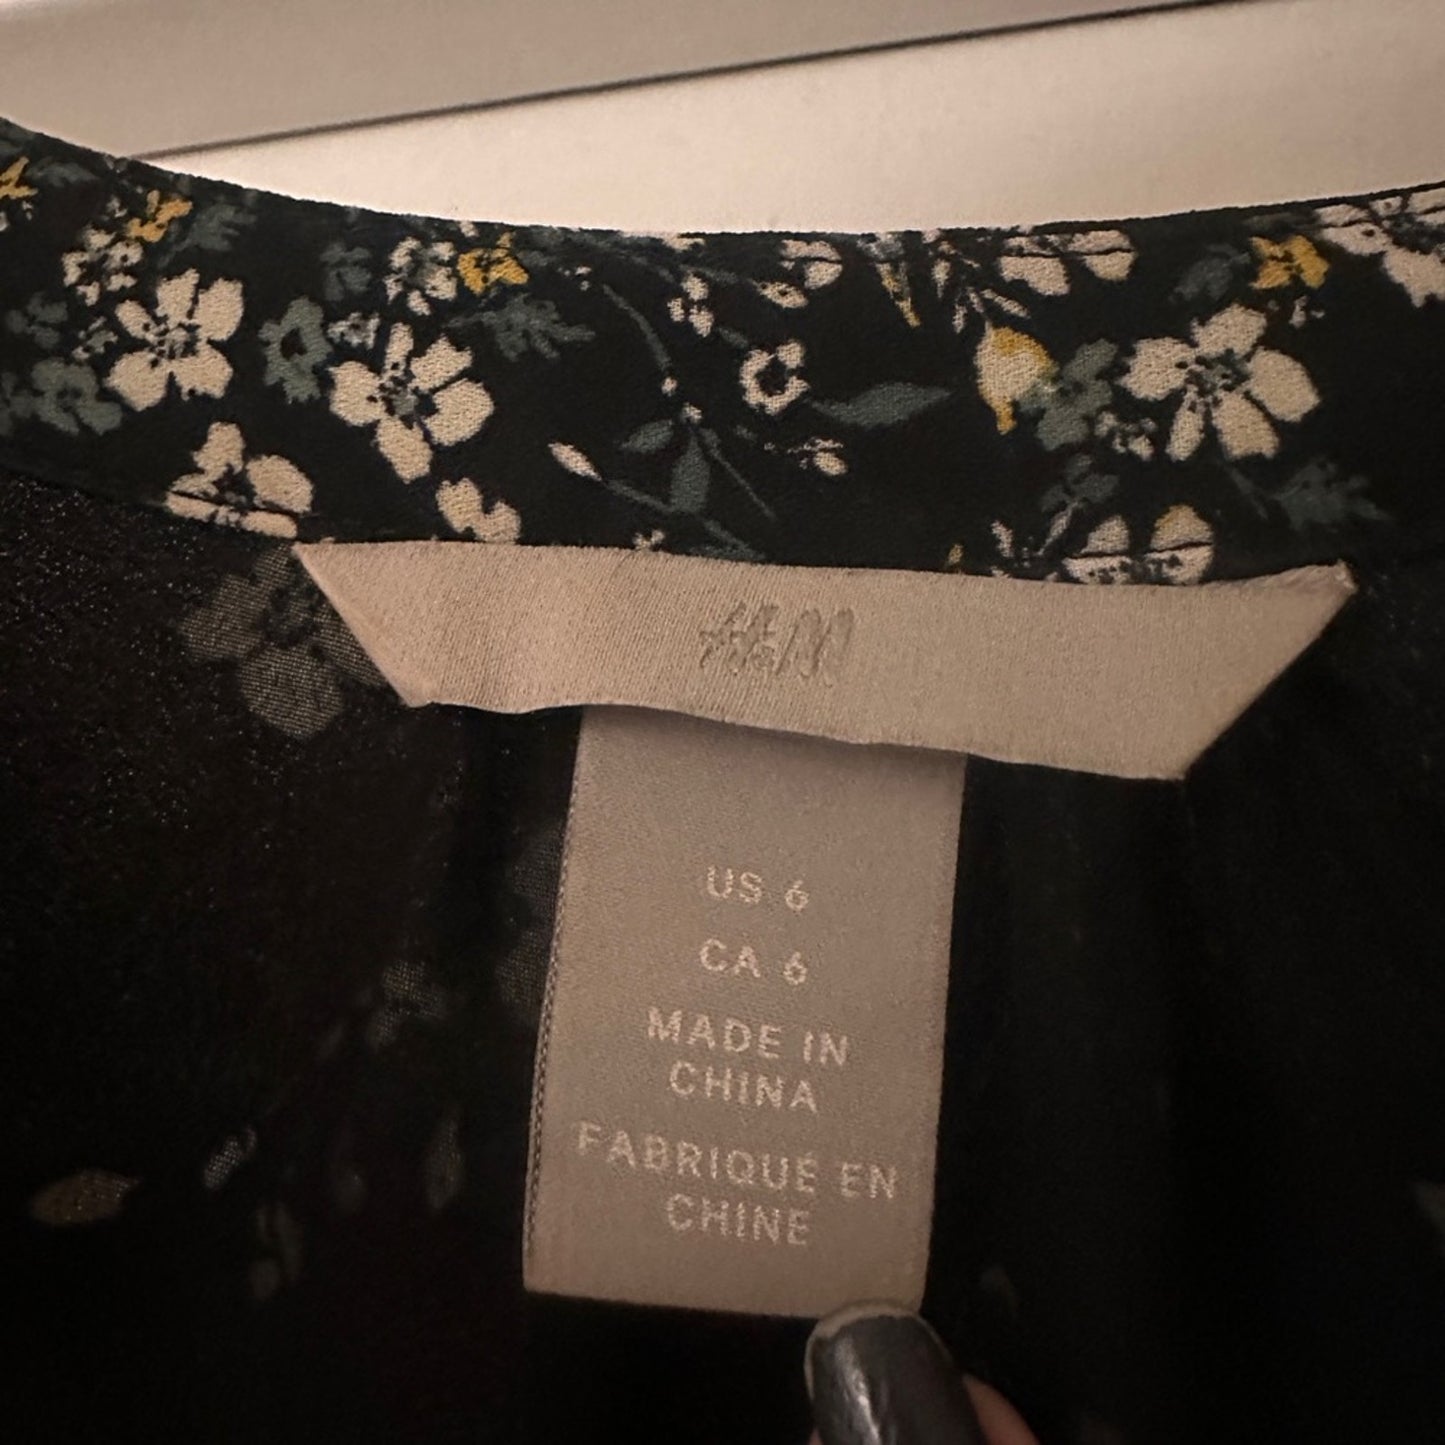 H&M
US 6
CA 6
MADE IN
CHINA
FABRIQUÉ EN
CHINE